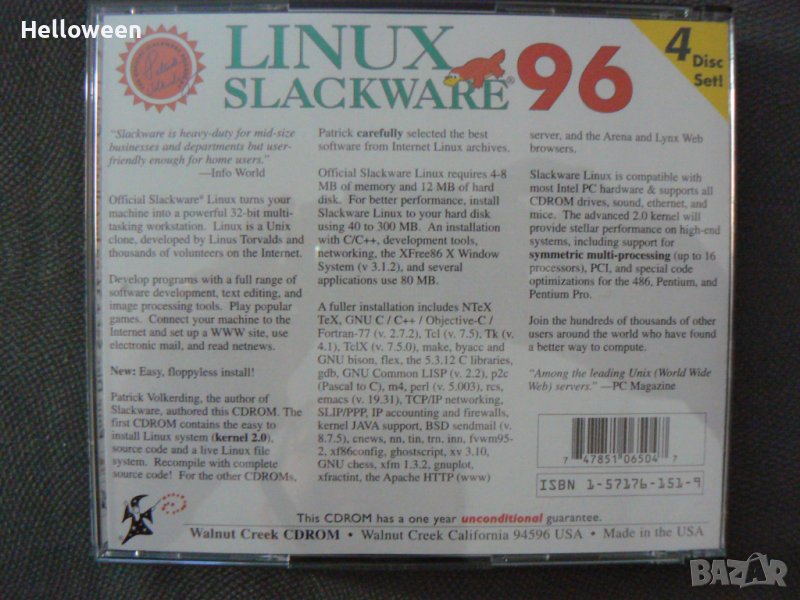 Helloween
LINUX
SLACKWARE® 96
4 Disc
Set!
"Slackware is heavy-duty for mid-size
businesses and departments but user-
friendly enough for home users."
—Info World
Official Slackware® Linux turns your
machine into a powerful 32-bit multi-
tasking workstation. Linux is a Unix
clone, developed by Linus Torvalds and
thousands of volunteers on the Internet.
Develop programs with a full range of
software development, text editing, and
image processing tools. Play popular
games. Connect your machine to the
Internet and set up a WWW site, use
electronic mail, and read netnews.
New: Easy, floppyless install!
Patrick Volkerding, the author of
Slackware, authored this CDROM. The
first CDROM contains the easy to
install Linux system (kernel 2.0),
source code and a live Linux file
system. Recompile with complete
source code! For the other CDROMs,
Patrick carefully selected the best
software from Internet Linux archives.
Official Slackware Linux requires 4-8
MB of memory and 12 MB of hard
disk. For better performance, install
Slackware Linux to your hard disk
using 40 to 300 MB. An installation
with C/C++, development tools,
networking, the XFree86 X Window
System (v 3.1.2), and several
applications use 80 MB.
A fuller installation includes NTeX
TeX, GNU C / C++ / Objective-C /
Fortran-77 (v. 2.7.2), Tcl (v. 7.5), Tk (v.
4.1), TclX (v. 7.5.0), make, byacc and
GNU bison, flex, the 5.3.12 C libraries,
gdb, GNU Common LISP (v. 2.2), p2c
(Pascal to C), m4, perl (v. 5.003), rcs,
emacs (v. 19.31), TCP/IP networking,
SLIP/PPP, IP accounting and firewalls,
kernel JAVA support, BSD sendmail (v.
8.7.5), cnews, nn, tin, trn, inn, fvwm95-
2, xf86config, ghostscript, xv 3.10,
GNU chess, xfm 1.3.2, gnuplot,
xfractint, the Apache HTTP (www)
server, and the Arena and Lynx Web
browsers.
Slackware Linux is compatible with
most Intel PC hardware & supports all
CDROM drives, sound, ethernet, and
mice. The advanced 2.0 kernel will
provide stellar performance on high-end
systems, including support for
symmetric multi-processing (up to 16
processors), PCI, and special code
optimizations for the 486, Pentium, and
Pentium Pro.
Join the hundreds of thousands of other
users around the world who have found
a better way to compute.
"Among the leading Unix (World Wide
Web) servers." —PC Magazine
7 47851 06504 7
ISBN 1-57176-151-9
This CDROM has a one year unconditional guarantee.
Walnut Creek CDROM • Walnut Creek California 94596 USA • Made in the USA
BAZAR